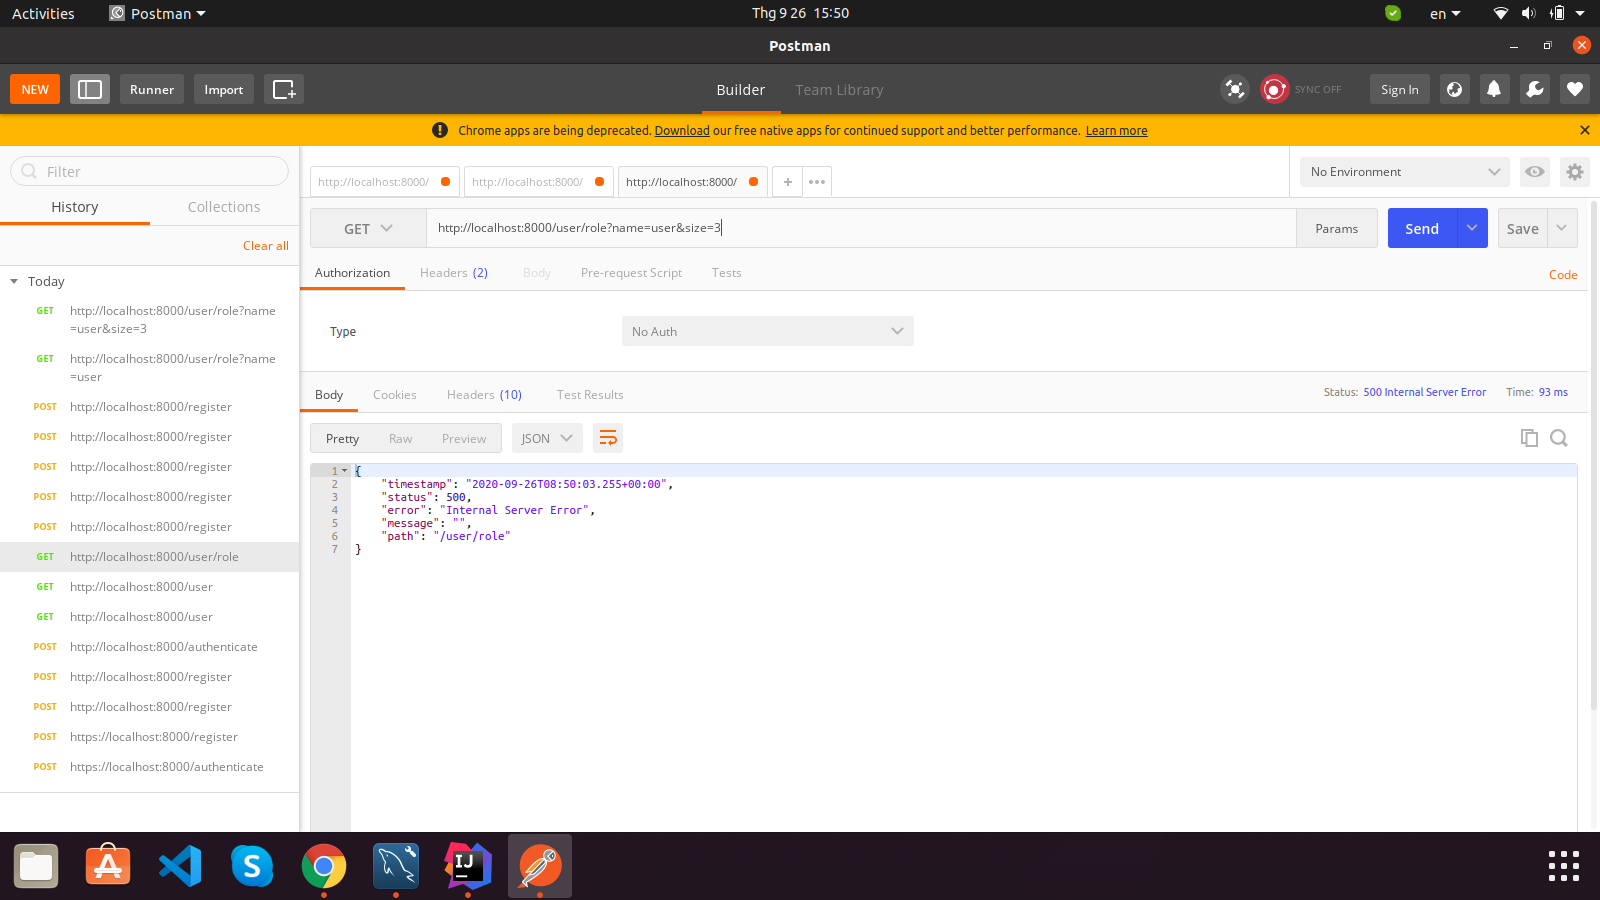 Activities
Postman
Thg 9 26 15:50
en
Postman
NEW
Runner
Import
Builder
Team Library
SYNC OFF
Sign In
Chrome apps are being deprecated. Download our free native apps for continued support and better performance. Learn more
Filter
History
Collections
Clear all
Today
GET http://localhost:8000/user/role?name
=user&size=3
GET http://localhost:8000/user/role?name
=user
POST http://localhost:8000/register
POST http://localhost:8000/register
POST http://localhost:8000/register
POST http://localhost:8000/register
POST http://localhost:8000/register
GET http://localhost:8000/user/role
GET http://localhost:8000/user
GET http://localhost:8000/user
POST http://localhost:8000/authenticate
POST http://localhost:8000/register
POST http://localhost:8000/register
POST https://localhost:8000/register
POST https://localhost:8000/authenticate
http://localhost:8000/
http://localhost:8000/
http://localhost:8000/
No Environment
GET
http://localhost:8000/user/role?name=user&size=3
Params
Send
Save
Authorization
Headers (2)
Body
Pre-request Script
Tests
Code
Type
No Auth
Body
Cookies
Headers (10)
Test Results
Status: 500 Internal Server Error
Time: 93 ms
Pretty
Raw
Preview
JSON
1 {
2 "timestamp": "2020-09-26T08:50:03.255+00:00",
3 "status": 500,
4 "error": "Internal Server Error",
5 "message": "",
6 "path": "/user/role"
7 }
IJ